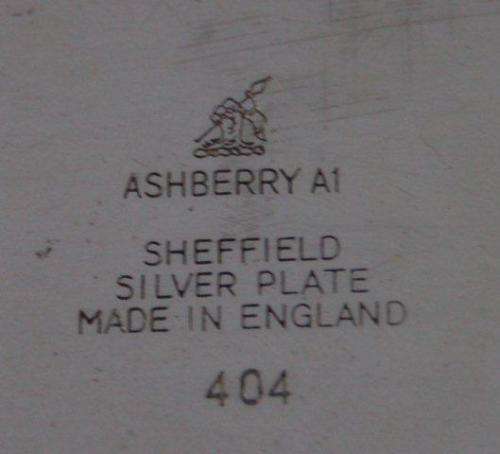 ASHBERRY A1
SHEFFIELD
SILVER PLATE
MADE IN ENGLAND
404